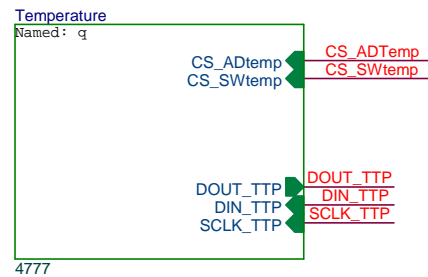 Temperature
Named: q
CS_ADtemp CS_ADTemp
CS_SWtemp CS_SWtemp
DOUT_TTP DOUT_TTP
DIN_TTP DIN_TTP
SCLK_TTP SCLK_TTP
4777